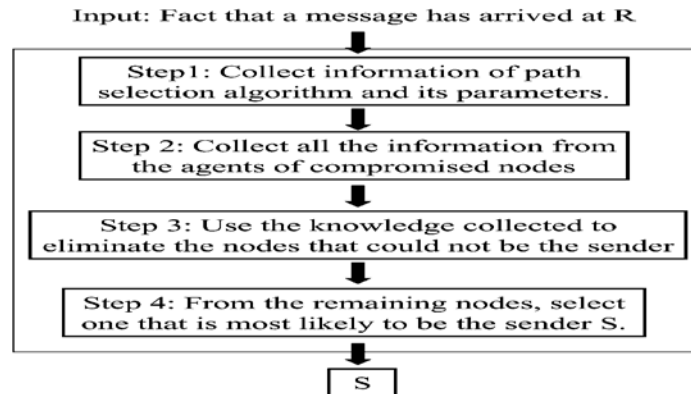 Input: Fact that a message has arrived at R
Step1: Collect information of path
selection algorithm and its parameters.
Step 2: Collect all the information from
the agents of compromised nodes
Step 3: Use the knowledge collected to
eliminate the nodes that could not be the sender
Step 4: From the remaining nodes, select
one that is most likely to be the sender S.
S